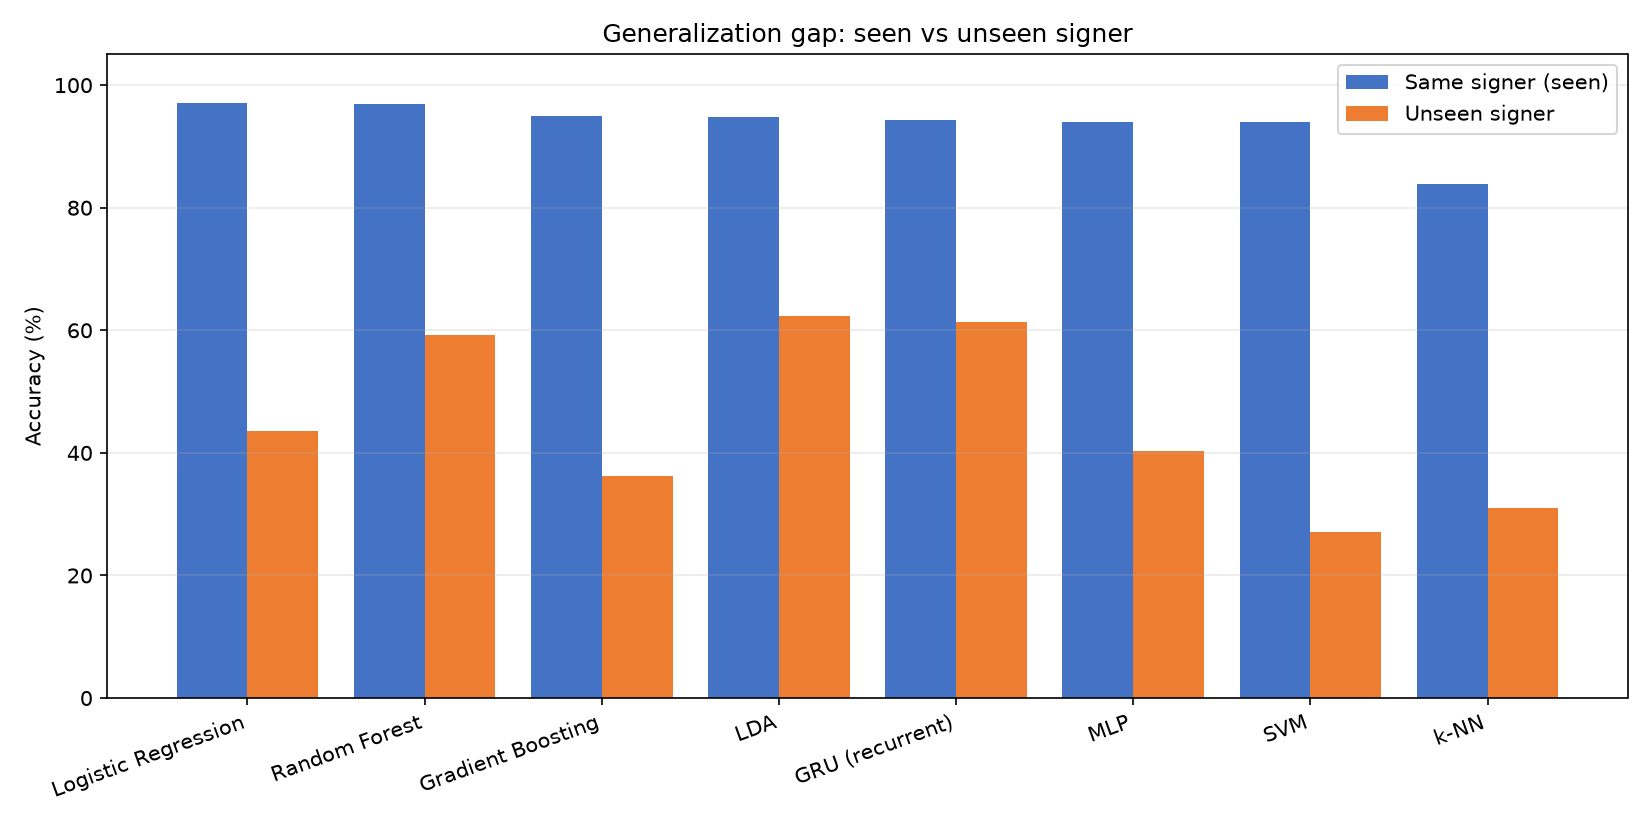 Generalization gap: seen vs unseen signer
Same signer (seen)
Unseen signer
Accuracy (%)
100
80
60
40
20
0
Logistic Regression
Random Forest
Gradient Boosting
LDA
GRU (recurrent)
MLP
SVM
k-NN